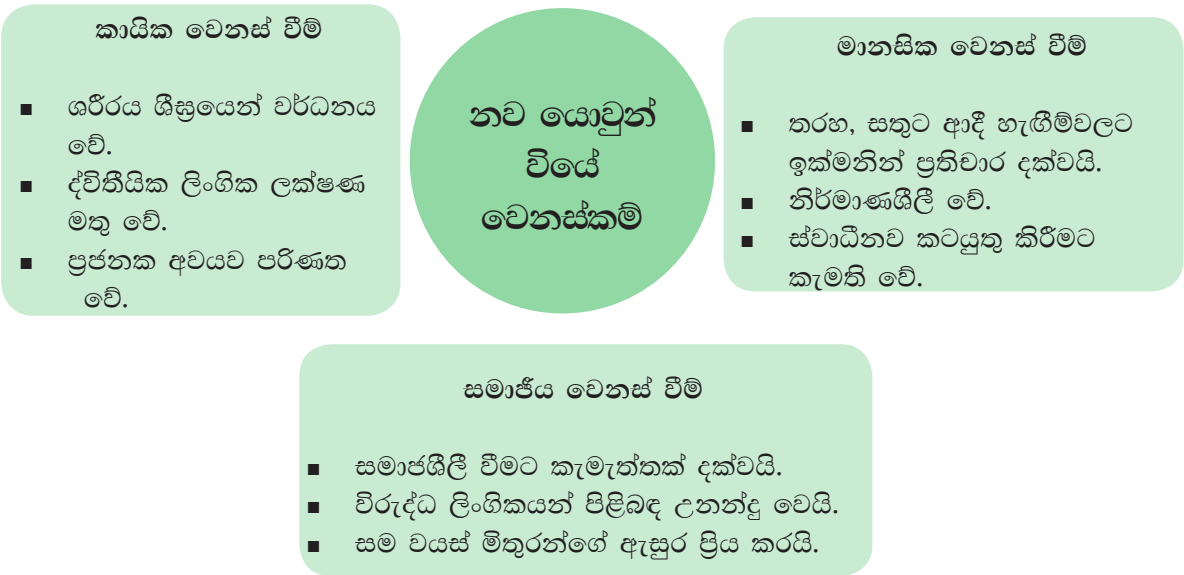 කායික වෙනස් වීම්
■ ශරීරය ශීඝ්‍රයෙන් වර්ධනය
වේ.
■ ද්විතීයික ලිංගික ලක්ෂණ
මතු වේ.
■ ප්‍රජනක අවයව පරිණත
වේ.
නව යොවුන්
වියේ
වෙනස්කම්
මානසික වෙනස් වීම්
■ තරහ, සතුට ආදී හැඟීම්වලට
ඉක්මනින් ප්‍රතිචාර දක්වයි.
■ නිර්මාණශීලී වේ.
■ ස්වාධීනව කටයුතු කිරීමට
කැමති වේ.
සමාජීය වෙනස් වීම්
■ සමාජශීලී වීමට කැමැත්තක් දක්වයි.
■ විරුද්ධ ලිංගිකයන් පිළිබඳ උනන්දු වෙයි.
■ සම වයස් මිතුරන්ගේ ඇසුර ප්‍රිය කරයි.